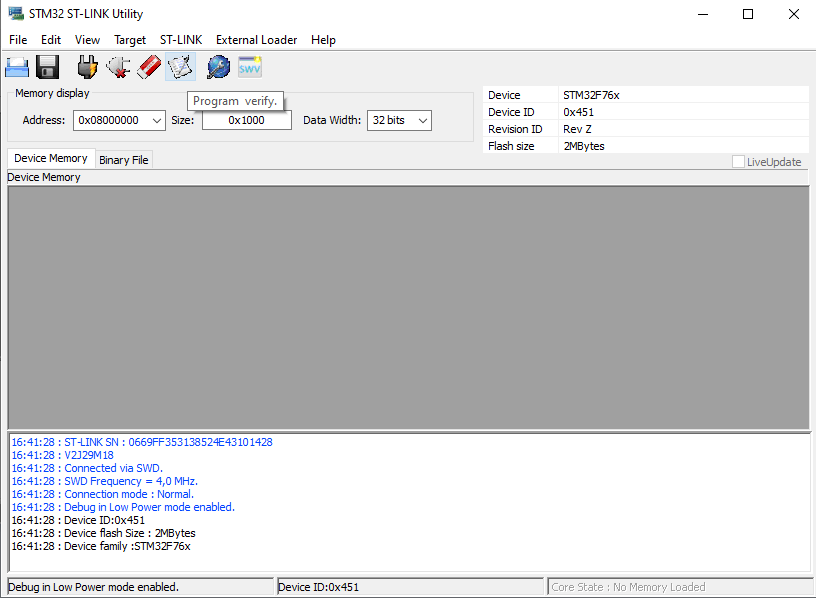 STM32 ST-LINK Utility
File Edit View Target ST-LINK External Loader Help
SWV
Memory display
Program verify.
Address: 0x08000000 Size: 0x1000 Data Width: 32 bits
Device STM32F76x
Device ID 0x451
Revision ID Rev Z
Flash size 2MBytes
LiveUpdate
Device Memory Binary File
Device Memory
16:41:28 : ST-LINK SN : 0669FF353138524E43101428
16:41:28 : V2J29M18
16:41:28 : Connected via SWD.
16:41:28 : SWD Frequency = 4,0 MHz.
16:41:28 : Connection mode : Normal.
16:41:28 : Debug in Low Power mode enabled.
16:41:28 : Device ID:0x451
16:41:28 : Device flash Size : 2MBytes
16:41:28 : Device family :STM32F76x
Debug in Low Power mode enabled. Device ID:0x451 Core State : No Memory Loaded